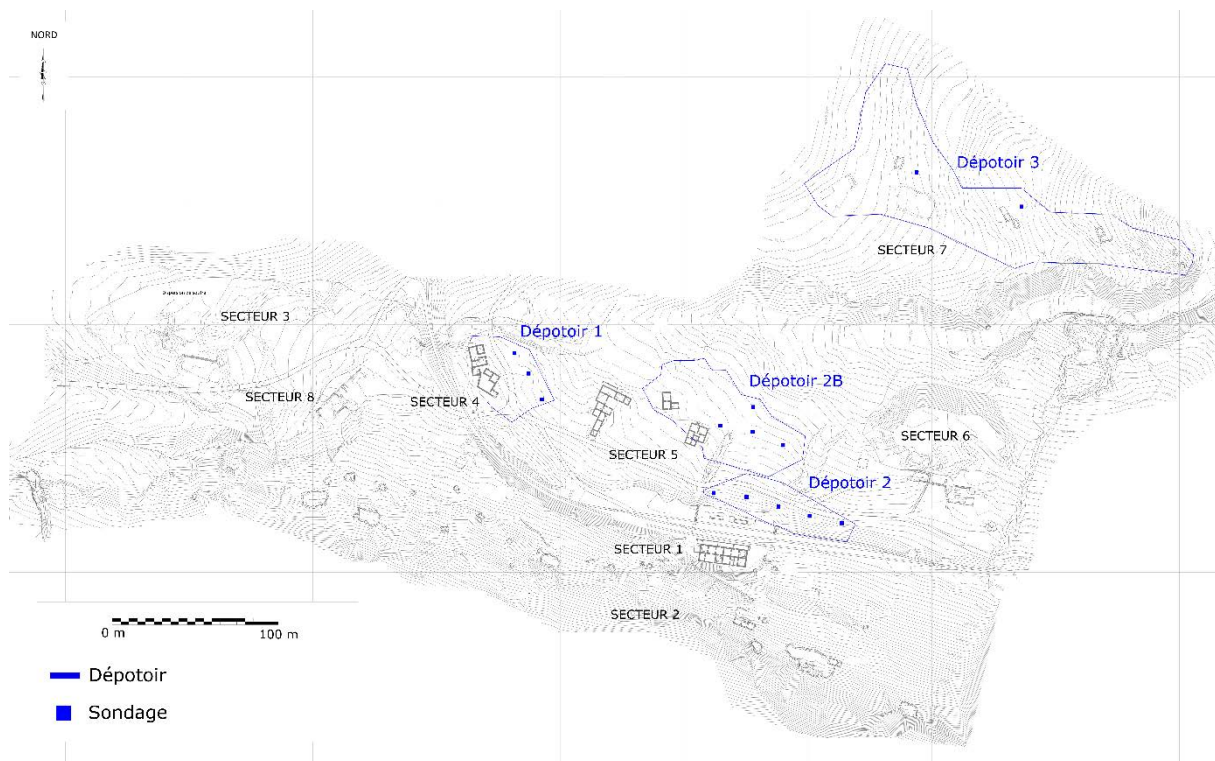 NORD
Dépotoir 3
SECTEUR 7
SECTEUR 3
Dépotoir 1
SECTEUR 8
SECTEUR 4
Dépotoir 2B
SECTEUR 5
SECTEUR 6
Dépotoir 2
SECTEUR 1
SECTEUR 2
0 m
100 m
Dépotoir
Sondage